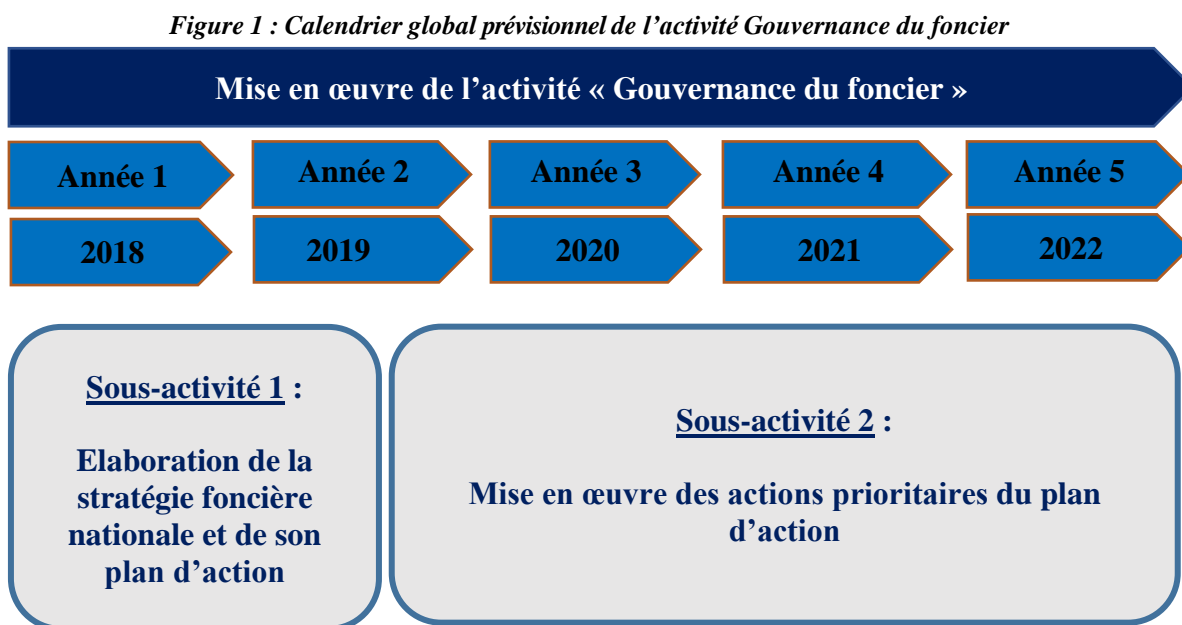 Figure 1 : Calendrier global prévisionnel de l’activité Gouvernance du foncier
Mise en œuvre de l’activité « Gouvernance du foncier »
Année 1
Année 2
Année 3
Année 4
Année 5
2018
2019
2020
2021
2022
Sous-activité 1 :
Elaboration de la
stratégie foncière
nationale et de son
plan d’action
Sous-activité 2 :
Mise en œuvre des actions prioritaires du plan
d’action